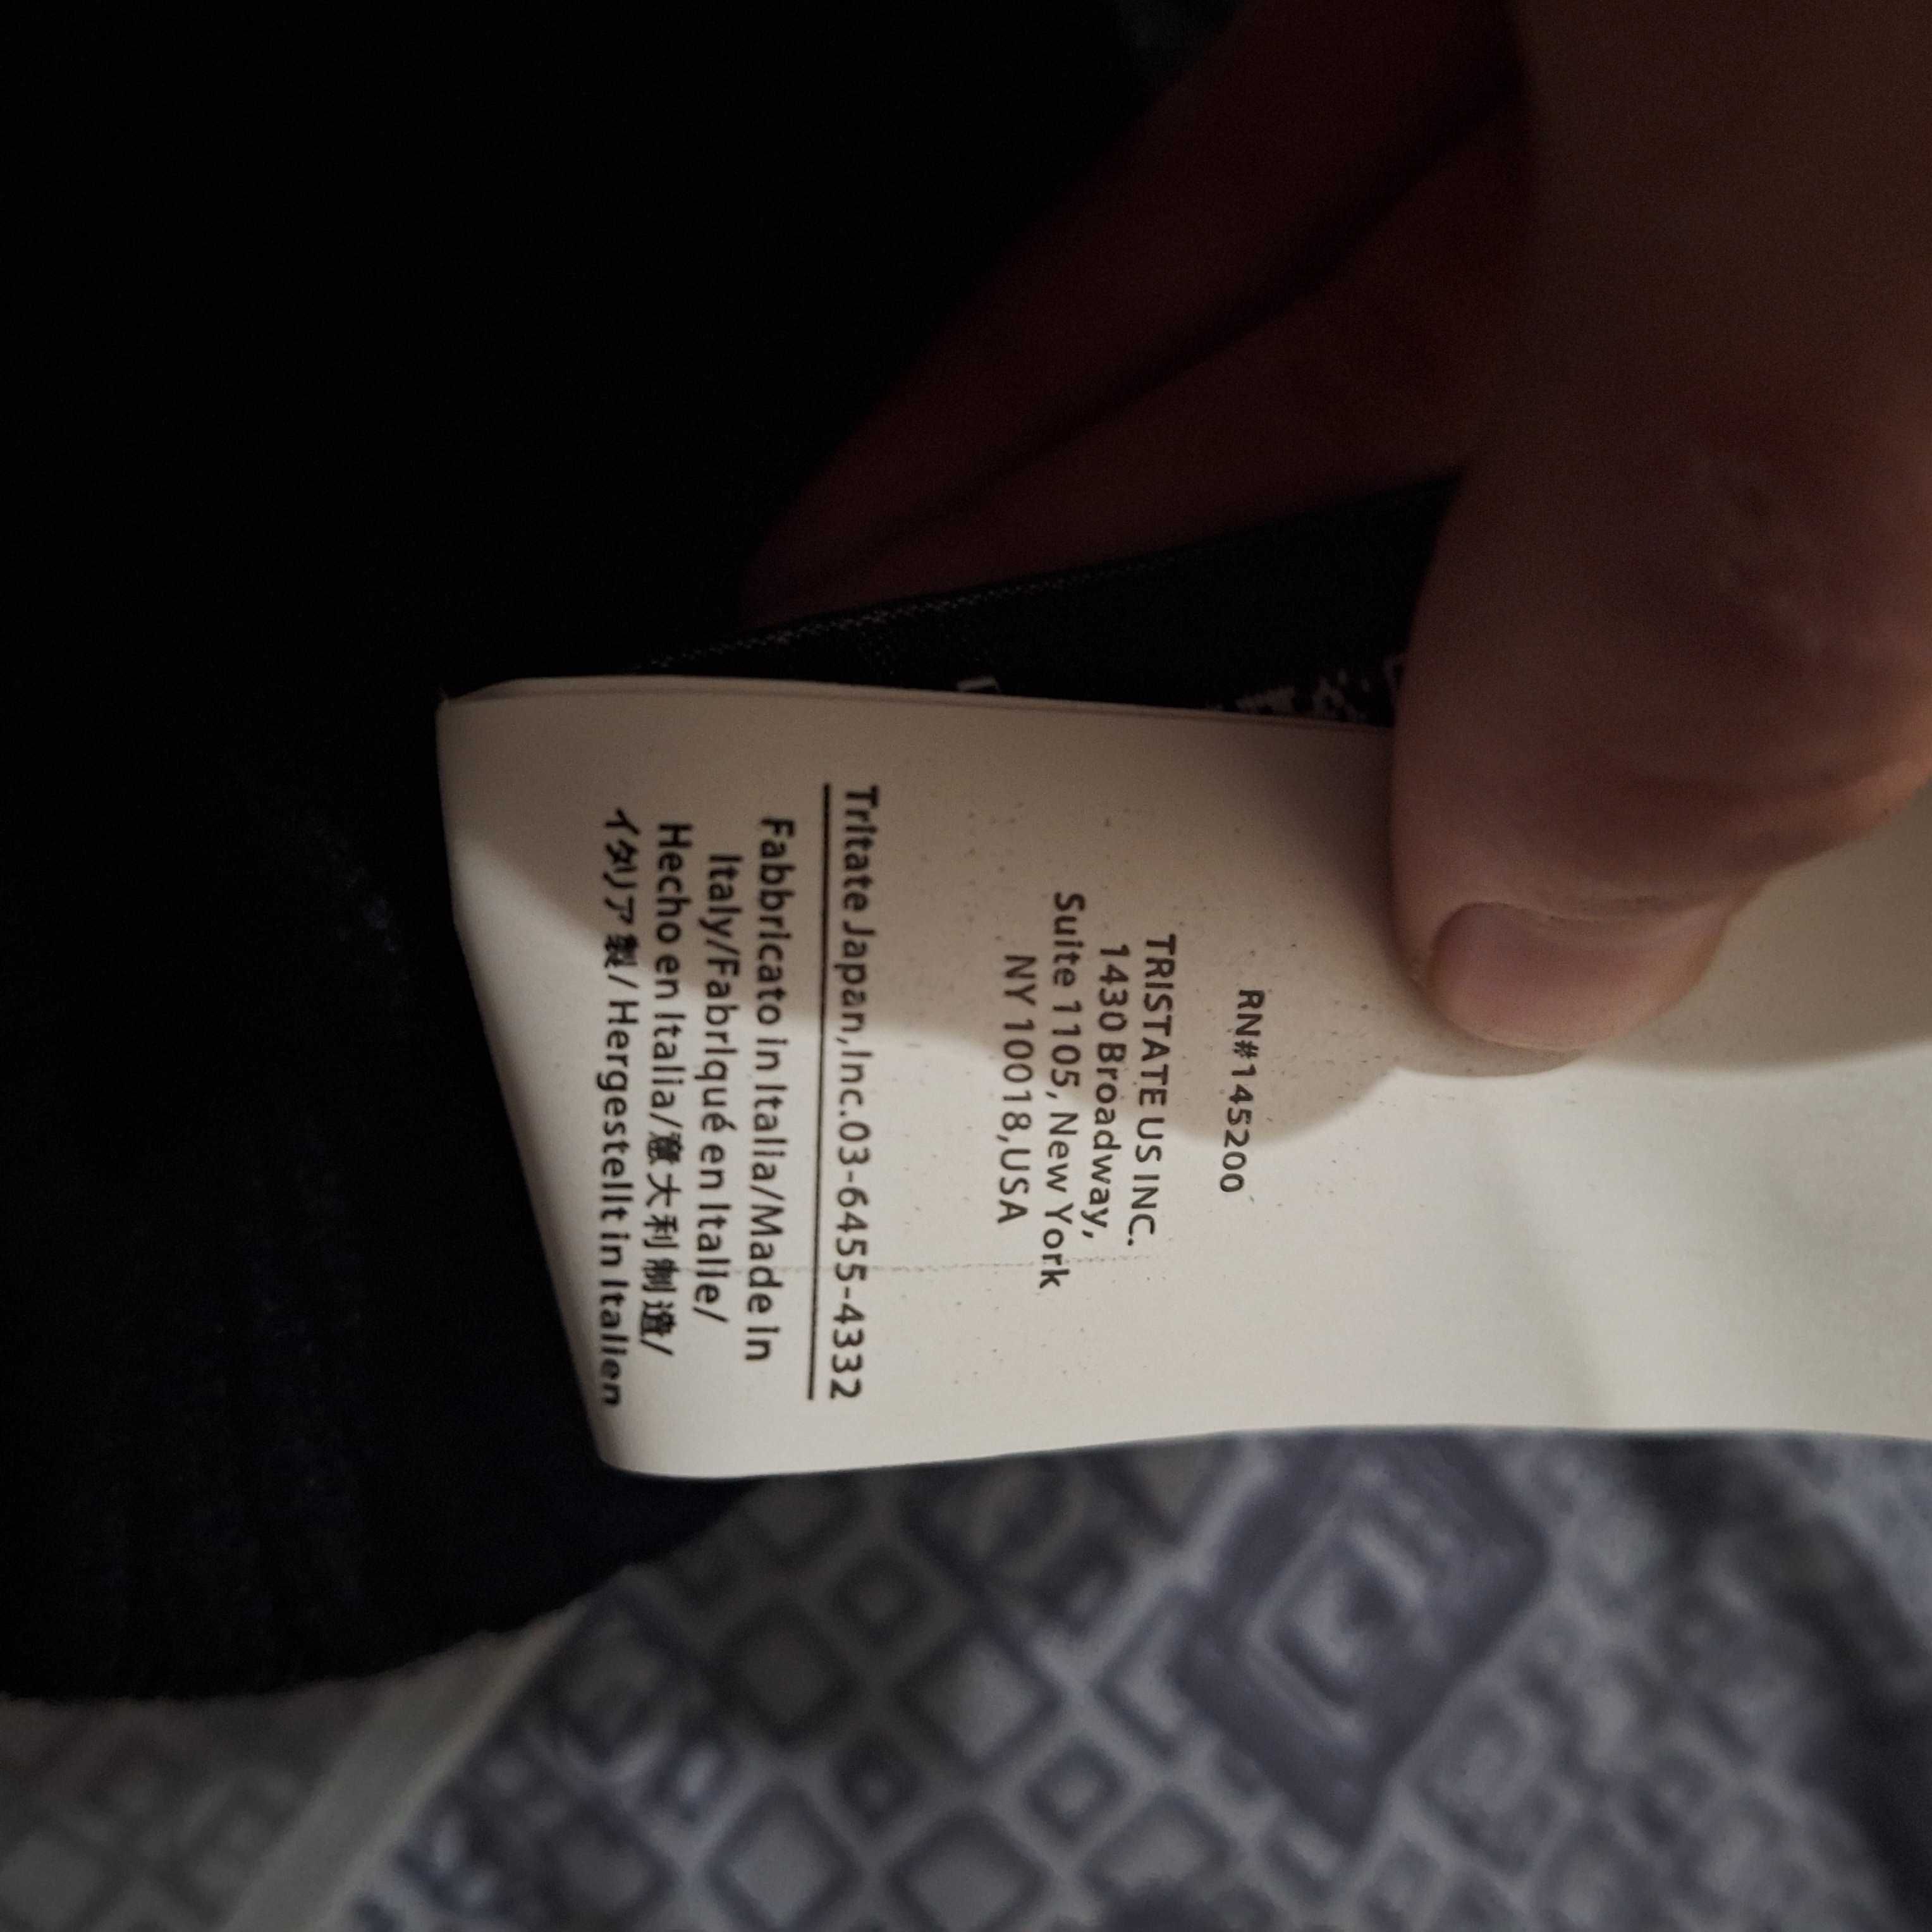 RN#145200
TRISTATE US INC.
1430 Broadway,
Suite 1105, New York
NY 10018,USA
Tritate Japan,Inc.03-6455-4332
Fabbricato in Italia/Made in
Italy/Fabriqué en Italie/
Hecho en Italia/意大利制造/
イタリア製/Hergestellt in Italien